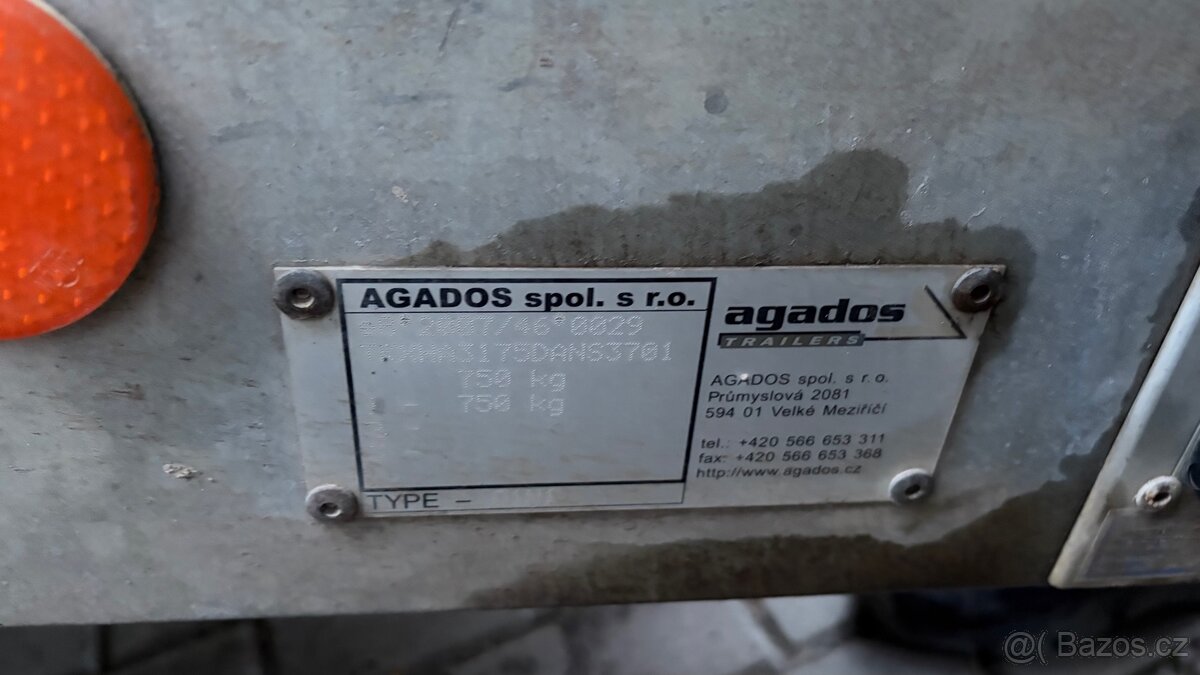 AGADOS spol. s r.o.
750 kg
1 - 750 kg
TYPE -
agados
TRAILERS
AGADOS spol. s r.o.
Průmyslová 2081
594 01 Velké Meziříčí
tel.: +420 566 653 311
fax: +420 566 653 368
http://www.agados.cz
@( Bazos.cz